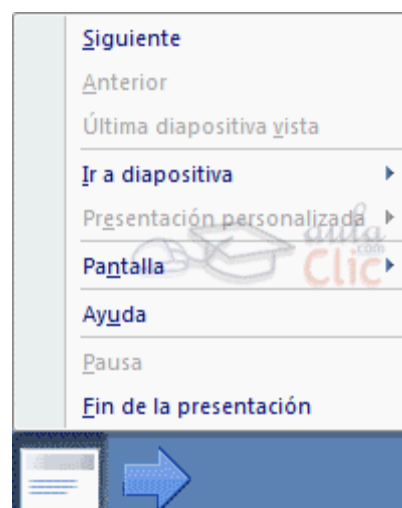 Siguiente
Anterior
Última diapositiva vista
Ir a diapositiva
Presentación personalizada
Pantalla
Ayuda
Pausa
Fin de la presentación
aula
.com
Clic